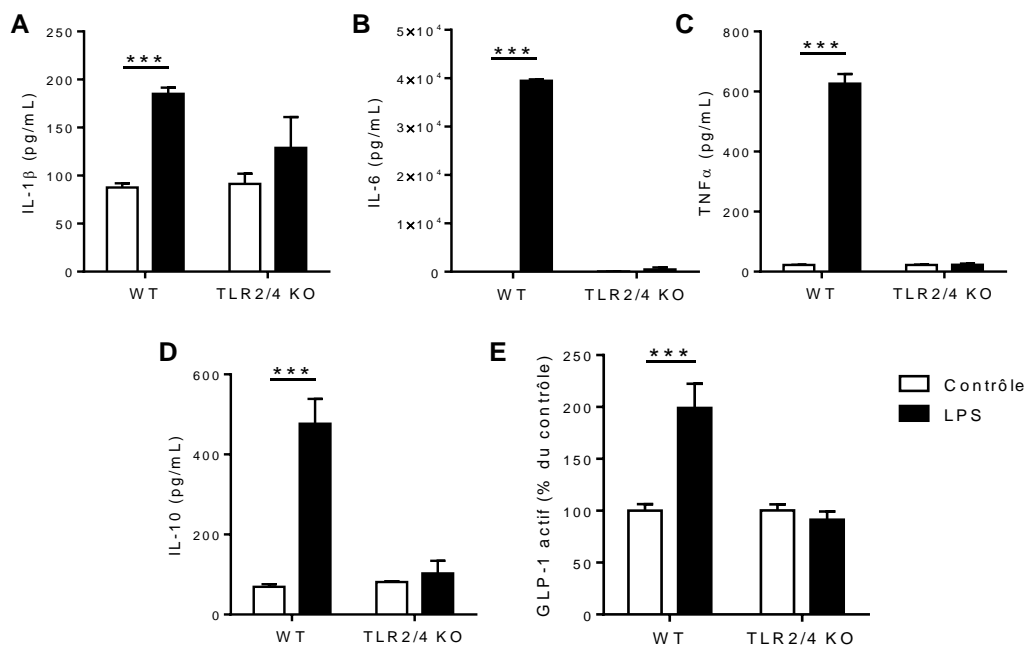 A
IL-1β (pg/mL)
250
200
150
100
50
0
***
WT
TLR2/4 KO
B
IL-6 (pg/mL)
5×10⁴
4×10⁴
3×10⁴
2×10⁴
1×10⁴
0
***
WT
TLR2/4 KO
C
TNFα (pg/mL)
800
600
400
200
0
***
WT
TLR2/4 KO
D
IL-10 (pg/mL)
600
400
200
0
***
WT
TLR2/4 KO
E
GLP-1 actif (% du contrôle)
250
200
150
100
50
0
***
WT
TLR2/4 KO
Contrôle
LPS